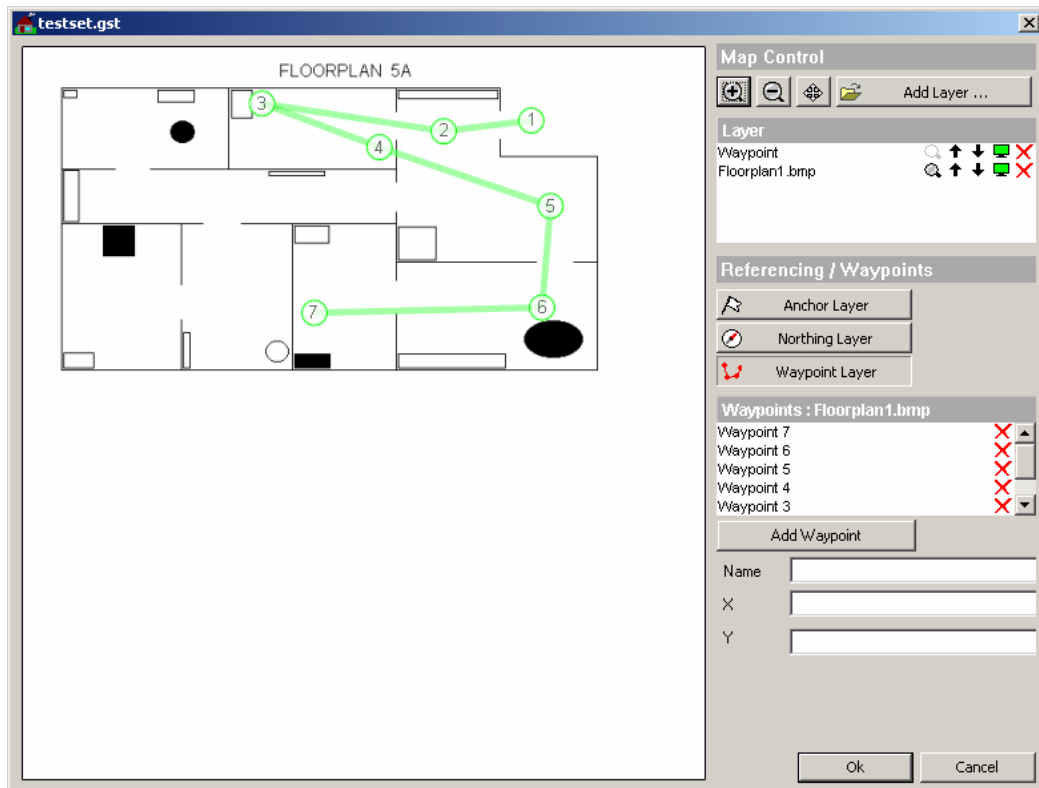 testset.gst
FLOORPLAN 5A
3
1
2
4
5
6
7
Map Control
Add Layer ...
Layer
Waypoint
Floorplan1.bmp
Referencing / Waypoints
Anchor Layer
Northing Layer
Waypoint Layer
Waypoints : Floorplan1.bmp
Waypoint 7
Waypoint 6
Waypoint 5
Waypoint 4
Waypoint 3
Add Waypoint
Name
X
Y
Ok
Cancel